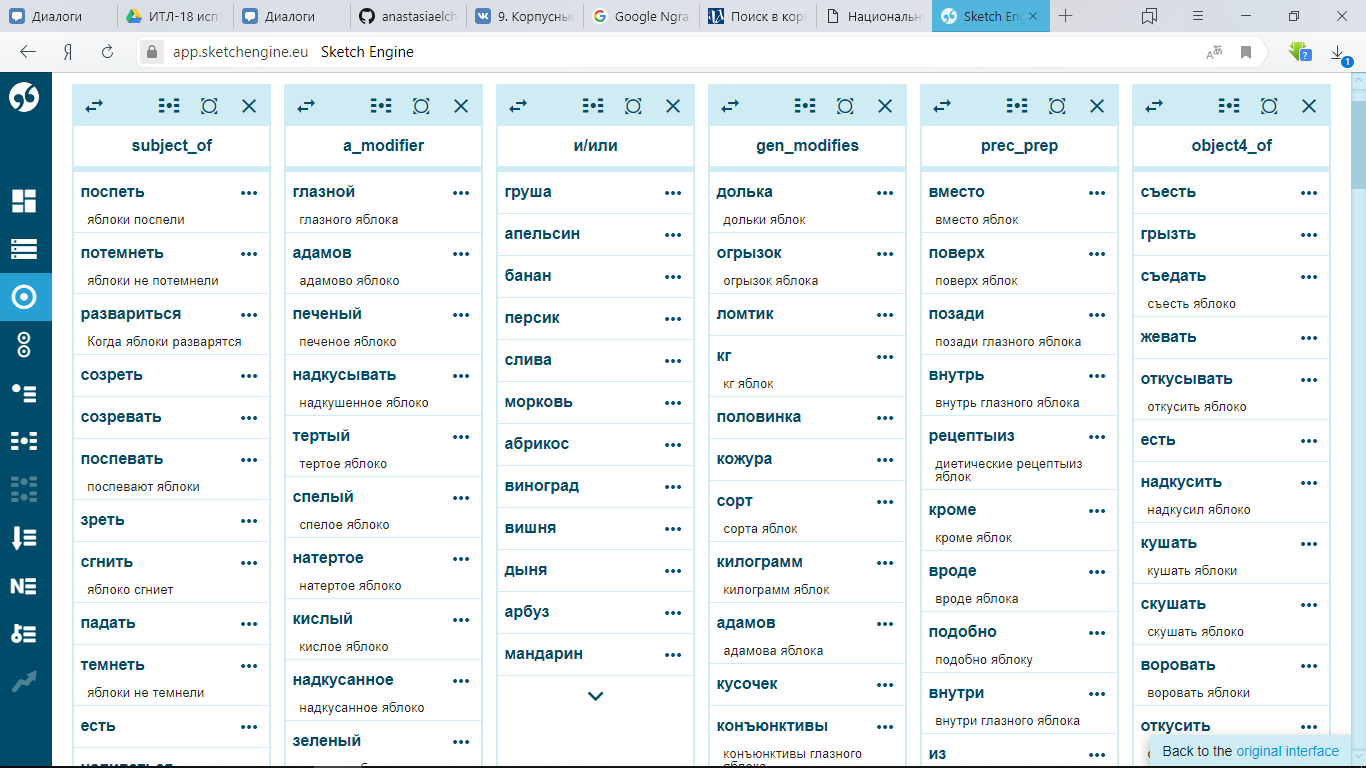 Диалоги
ИТЛ-18 исп
Диалоги
anastasiaelch
9. Корпусны
Google Ngra
Поиск в кор
Национальн
Sketch En
app.sketchengine.eu Sketch Engine
subject_of
поспеть
яблоки поспели
потемнеть
яблоки не потемнели
развариться
Когда яблоки разварятся
созреть
созревать
поспевать
поспевают яблоки
зреть
сгнить
яблоко сгниет
падать
темнеть
яблоки не темнели
есть
a_modifier
глазной
глазного яблока
адамов
адамово яблоко
печеный
печеное яблоко
надкусывать
надкушенное яблоко
тертый
тертое яблоко
спелый
спелое яблоко
натертое
натертое яблоко
кислый
кислое яблоко
надкусанное
надкусанное яблоко
зеленый
и/или
груша
апельсин
банан
персик
слива
морковь
абрикос
виноград
вишня
дыня
арбуз
мандарин
gen_modifies
долька
дольки яблок
огрызок
огрызок яблока
ломтик
кг
кг яблок
половинка
кожура
сорт
сорта яблок
килограмм
килограмм яблок
адамов
адамова яблока
кусочек
конъюнктивы
конъюнктивы глазного
яблока
prec_prep
вместо
вместо яблок
поверх
поверх яблок
позади
позади глазного яблока
внутрь
внутрь глазного яблока
рецептыиз
диетические рецептыиз
яблок
кроме
кроме яблок
вроде
вроде яблока
подобно
подобно яблоку
внутри
внутри глазного яблока
из
object4_of
съесть
грызть
съедать
съесть яблоко
жевать
откусывать
откусить яблоко
есть
надкусить
надкусил яблоко
кушать
кушать яблоки
скушать
скушать яблоко
воровать
воровать яблоки
откусить
Back to the original interface